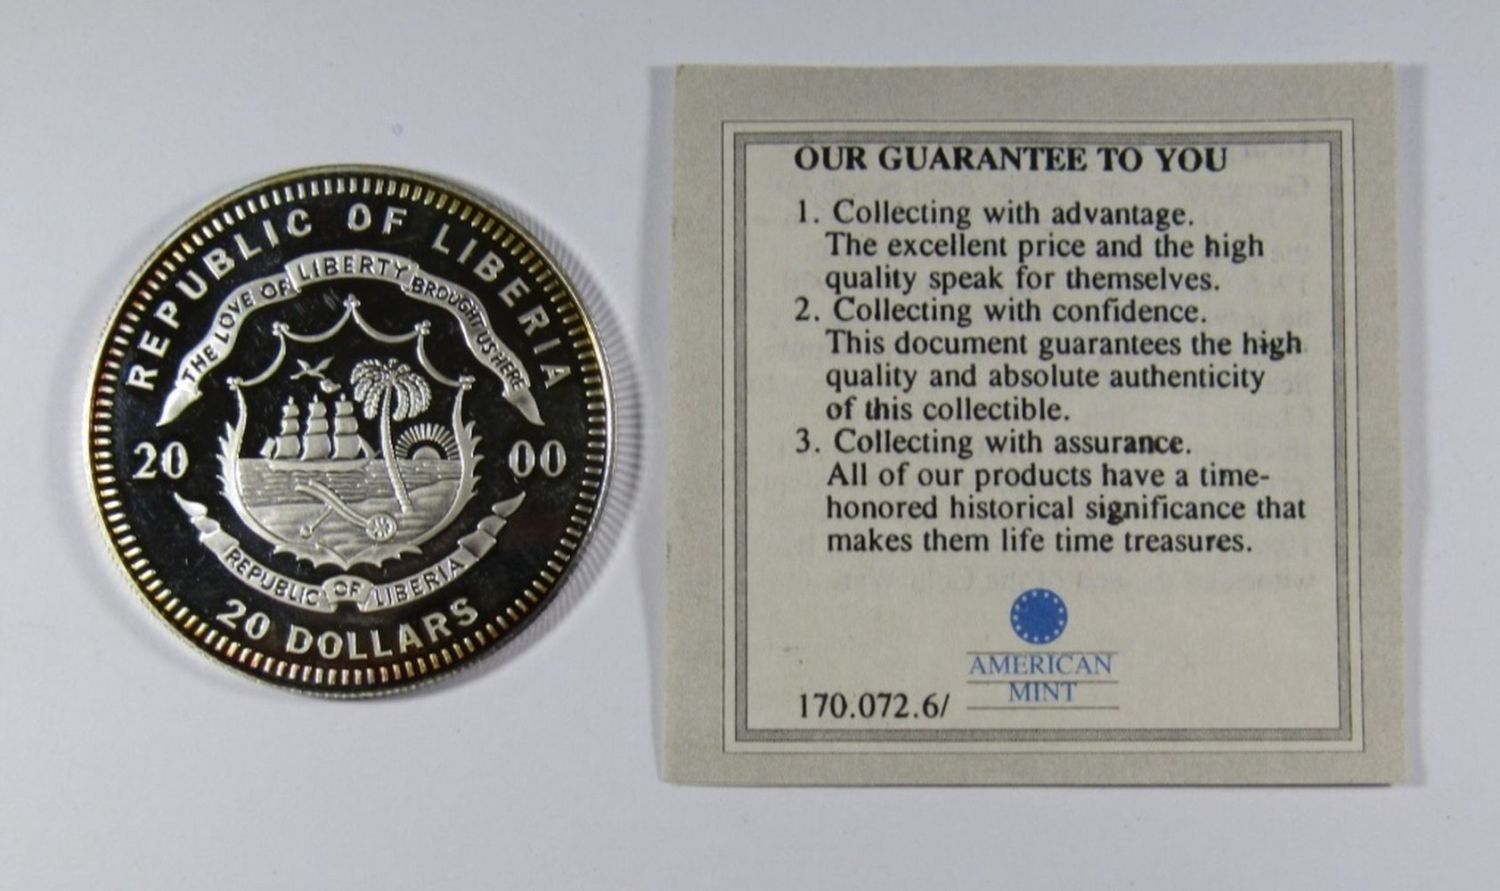 REPUBLIC OF LIBERIA
THE LOVE OF LIBERTY BROUGHT US HERE
20 00
REPUBLIC OF LIBERIA
20 DOLLARS
OUR GUARANTEE TO YOU
1. Collecting with advantage.
The excellent price and the high
quality speak for themselves.
2. Collecting with confidence.
This document guarantees the high
quality and absolute authenticity
of this collectible.
3. Collecting with assurance.
All of our products have a time-
honored historical significance that
makes them life time treasures.
AMERICAN
MINT
170.072.6/